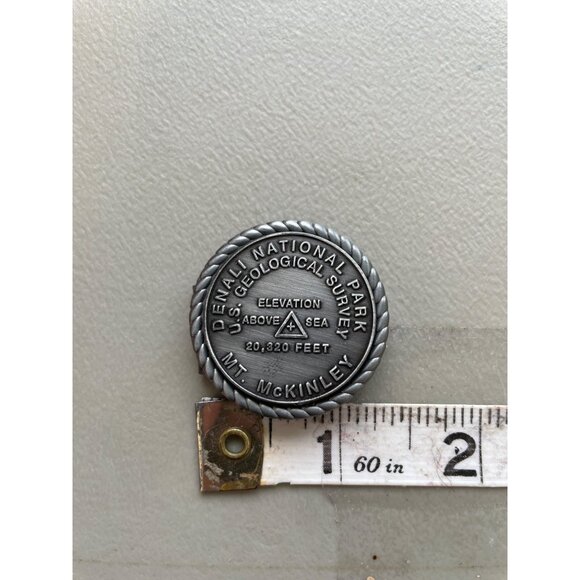 DENALI NATIONAL PARK
U.S. GEOLOGICAL SURVEY
ELEVATION
ABOVE SEA
20,320 FEET
MT. McKINLEY
1 60 in 2